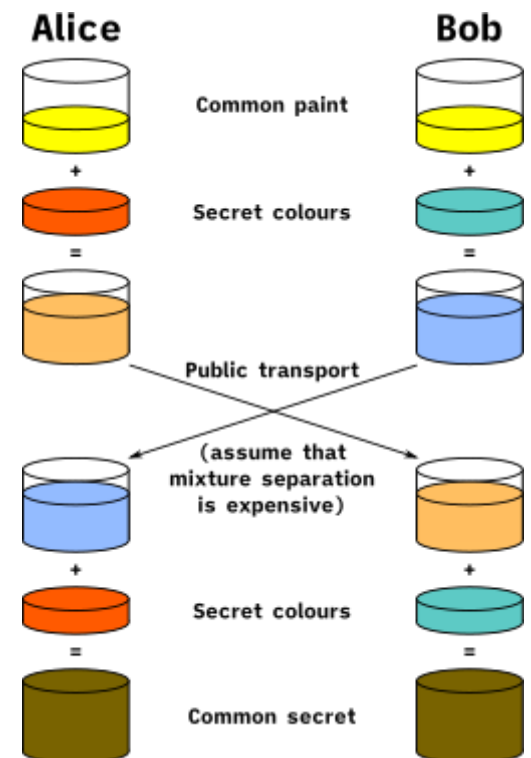 Alice
Bob
Common paint
+
+
Secret colours
=
=
Public transport
(assume that
mixture separation
is expensive)
+
+
Secret colours
=
=
Common secret